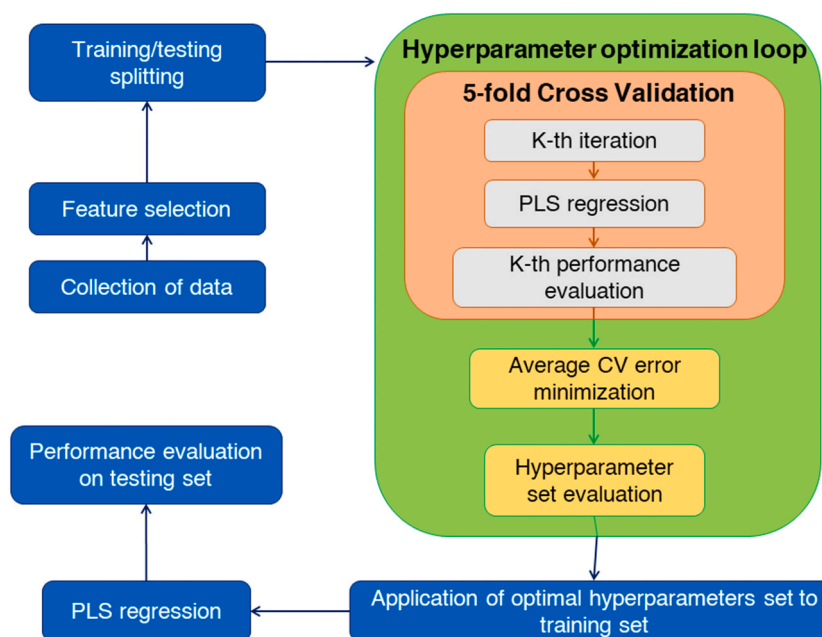 Training/testing
splitting
Feature selection
Collection of data
Hyperparameter optimization loop
5-fold Cross Validation
K-th iteration
PLS regression
K-th performance
evaluation
Average CV error
minimization
Hyperparameter
set evaluation
Application of optimal hyperparameters set to
training set
PLS regression
Performance evaluation
on testing set